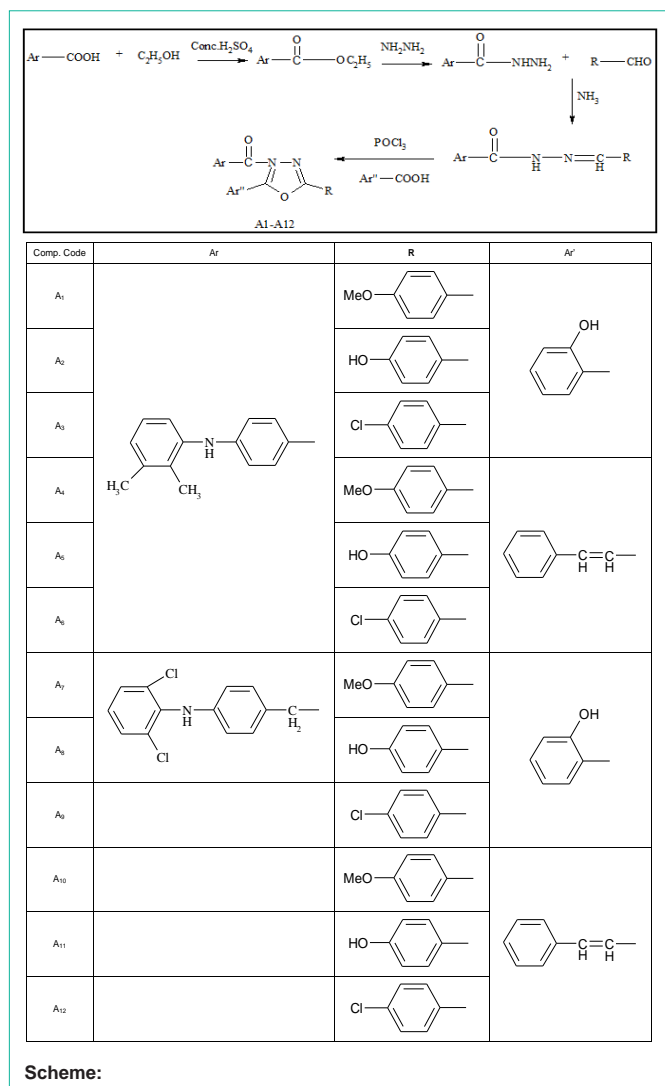 Ar COOH + C₂H₅OH Conc.H₂SO₄ Ar C O OC₂H₅ NH₂NH₂ Ar C O NHNH₂ + R CHO
NH₃
Ar C O N N O Ar" R POCl₃ Ar" COOH Ar C O N H N C H R
A1-A12
Comp. Code Ar R Ar'
A₁ MeO
OH
A₂ HO
A₃ Cl
N H
H₃C CH₃
A₄ MeO
A₅ HO
C H C H
A₆ Cl
A₇ Cl N H Cl C H₂ MeO
OH
A₈ HO
A₉ Cl
A₁₀ MeO
A₁₁ HO
C H C H
A₁₂ Cl
Scheme: